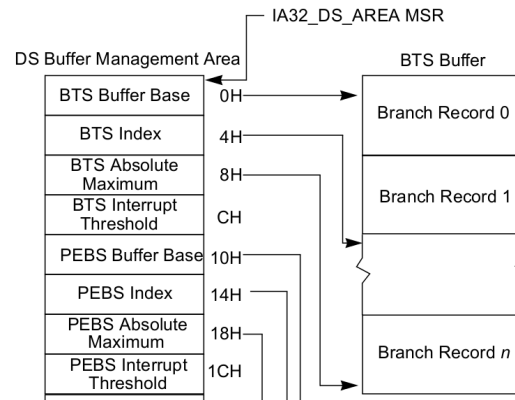 IA32_DS_AREA MSR
DS Buffer Management Area
BTS Buffer
BTS Buffer Base
0H
Branch Record 0
BTS Index
4H
BTS Absolute
Maximum
8H
Branch Record 1
BTS Interrupt
Threshold
CH
PEBS Buffer Base
10H
PEBS Index
14H
PEBS Absolute
Maximum
18H
Branch Record n
PEBS Interrupt
Threshold
1CH